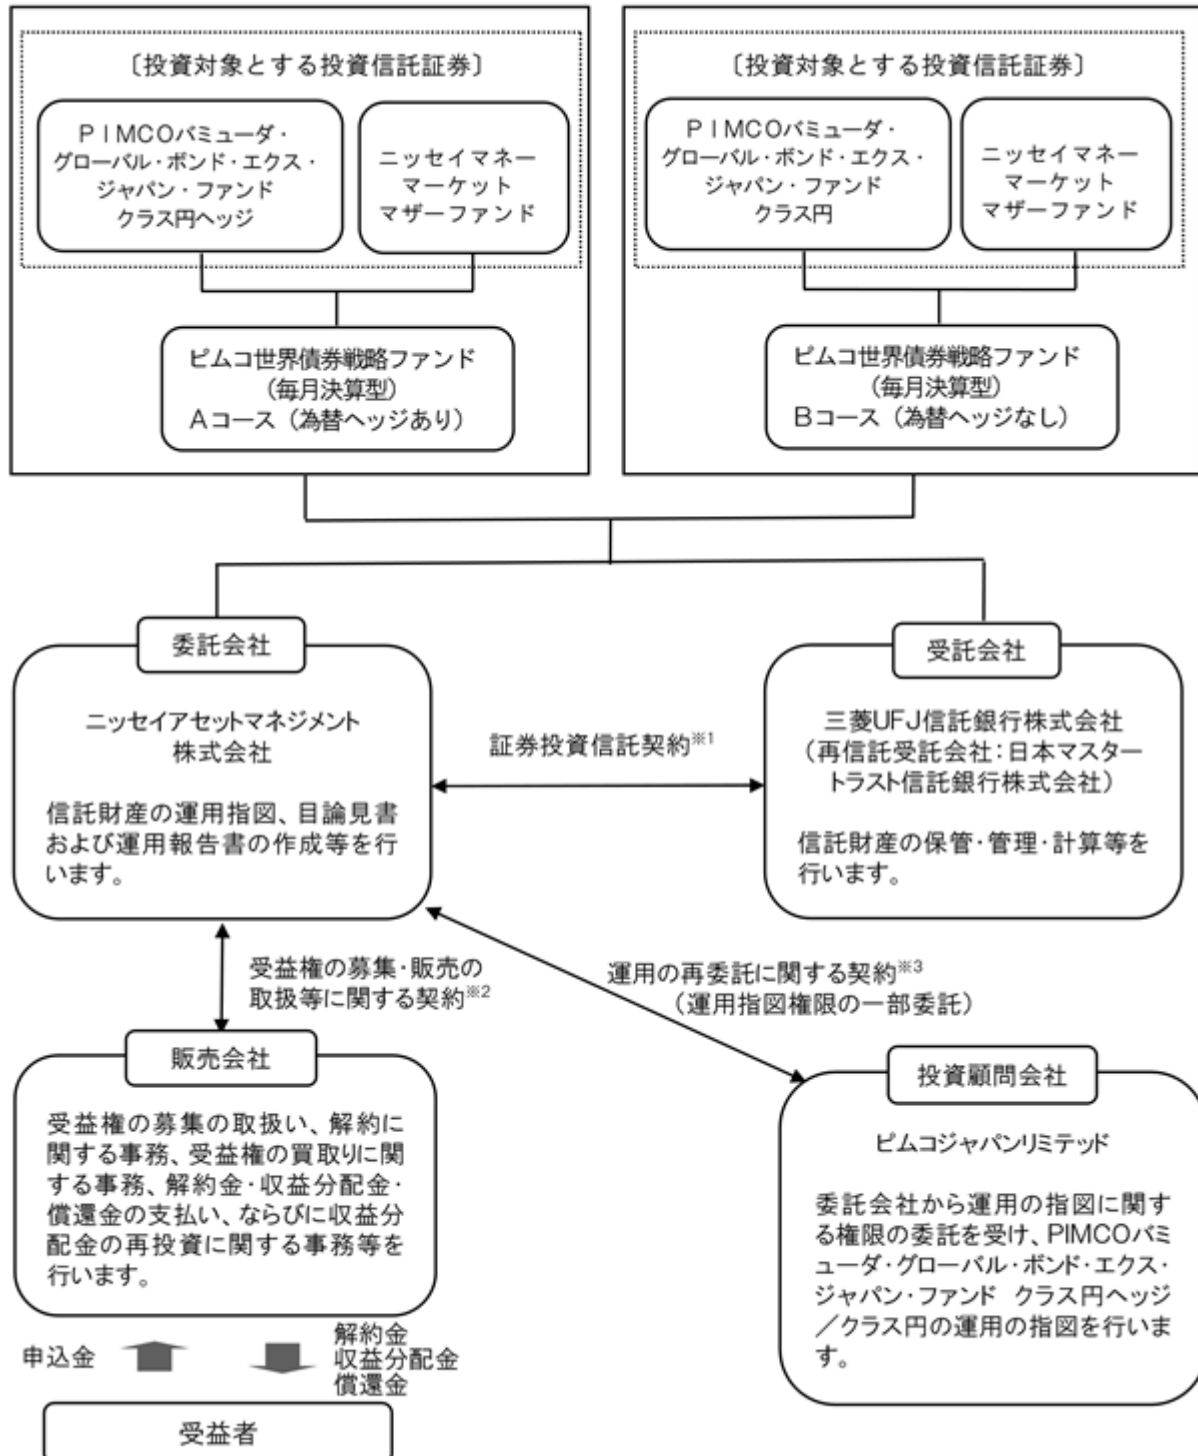 〔投資対象とする投資信託証券〕
ＰＩＭＣＯバミューダ・
グローバル・ボンド・エクス・
ジャパン・ファンド
クラス円ヘッジ
ニッセイマネー
マーケット
マザーファンド
ピムコ世界債券戦略ファンド
（毎月決算型）
Ａコース（為替ヘッジあり）
〔投資対象とする投資信託証券〕
ＰＩＭＣＯバミューダ・
グローバル・ボンド・エクス・
ジャパン・ファンド
クラス円
ニッセイマネー
マーケット
マザーファンド
ピムコ世界債券戦略ファンド
（毎月決算型）
Ｂコース（為替ヘッジなし）
委託会社
ニッセイアセットマネジメント
株式会社
信託財産の運用指図、目論見書
および運用報告書の作成等を行
います。
証券投資信託契約※1
受託会社
三菱UFJ信託銀行株式会社
（再信託受託会社：日本マスター
トラスト信託銀行株式会社）
信託財産の保管・管理・計算等を
行います。
受益権の募集・販売の
取扱等に関する契約※2
運用の再委託に関する契約※3
（運用指図権限の一部委託）
販売会社
受益権の募集の取扱い、解約に
関する事務、受益権の買取りに関
する事務、解約金・収益分配金・
償還金の支払い、ならびに収益分
配金の再投資に関する事務等を
行います。
投資顧問会社
ピムコジャパンリミテッド
委託会社から運用の指図に関す
る権限の委託を受け、PIMCOバミ
ューダ・グローバル・ボンド・エクス・
ジャパン・ファンド クラス円ヘッジ
／クラス円の運用の指図を行いま
す。
申込金
解約金
収益分配金
償還金
受益者